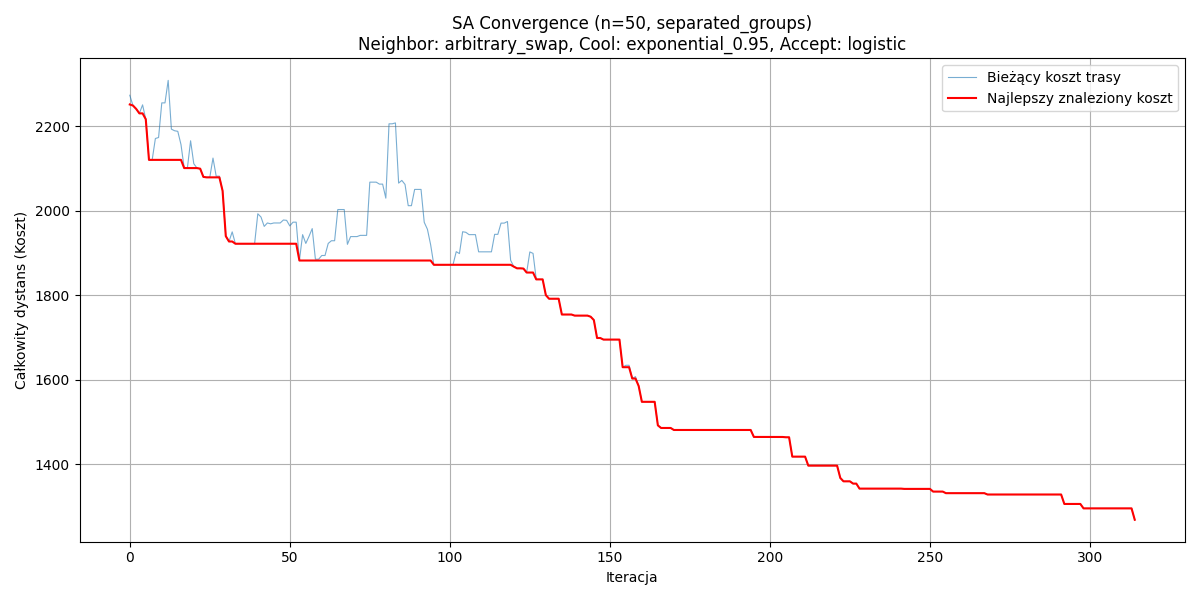 SA Convergence (n=50, separated_groups)
Neighbor: arbitrary_swap, Cool: exponential_0.95, Accept: logistic
Bieżący koszt trasy
Najlepszy znaleziony koszt
Całkowity dystans (Koszt)
2200
2000
1800
1600
1400
0 50 100 150 200 250 300
Iteracja